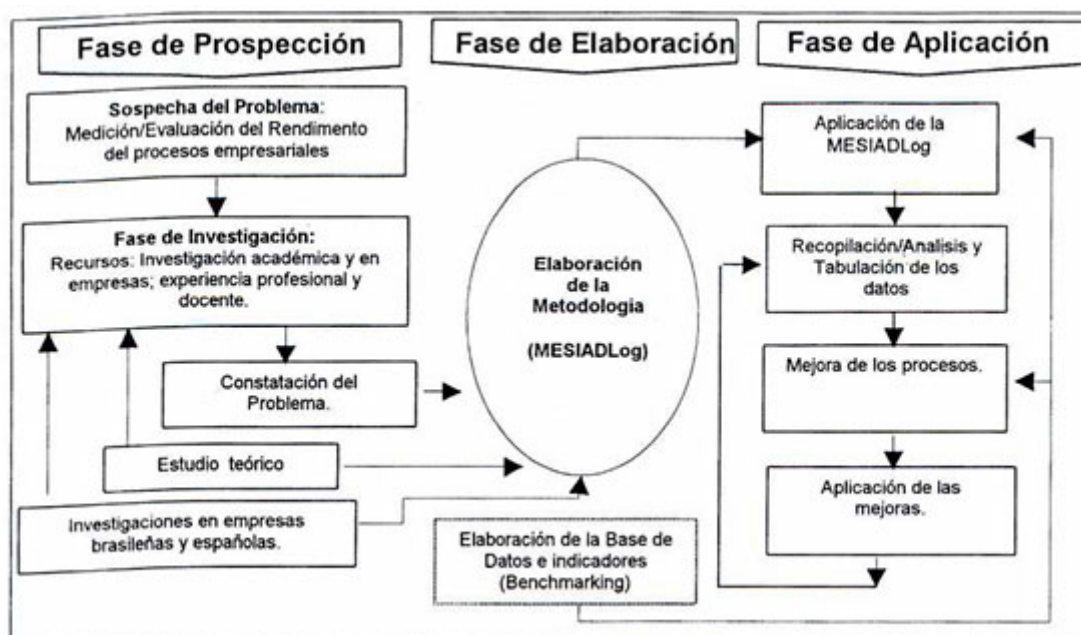 Fase de Prospección
Fase de Elaboración
Fase de Aplicación
Sospecha del Problema:
Medición/Evaluación del Rendimento
del procesos empresariales
Fase de Investigación:
Recursos: Investigación académica y en
empresas; experiencia profesional y
docente.
Constatación del
Problema.
Estudio teórico
Investigaciones en empresas
brasileñas y españolas.
Elaboración
de la
Metodologia
(MESIADLog)
Elaboración de la Base de
Datos e indicadores
(Benchmarking)
Aplicación de la
MESIADLog
Recopilación/Analisis y
Tabulación de los
datos
Mejora de los procesos.
Aplicación de las
mejoras.